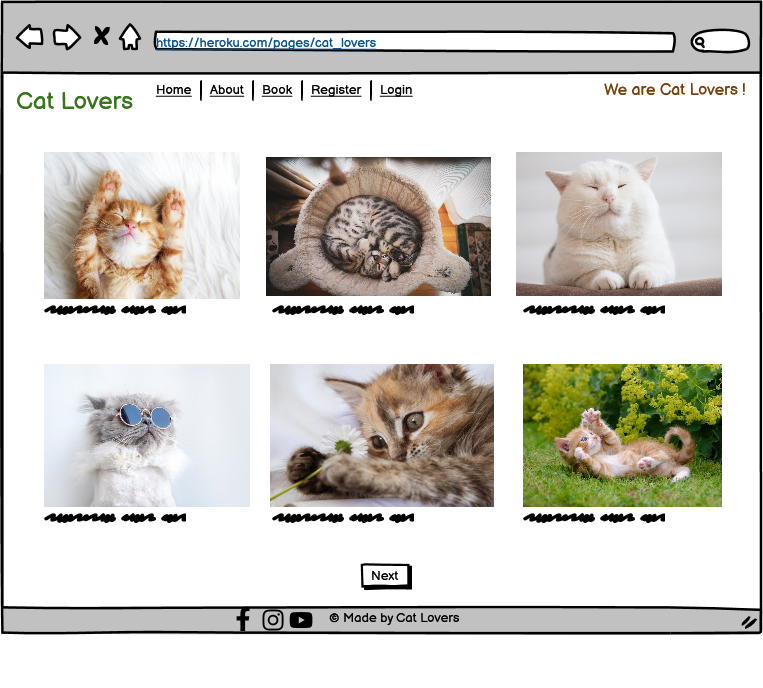 https://heroku.com/pages/cat_lovers
Cat Lovers
Home | About | Book | Register | Login
We are Cat Lovers !
Next
© Made by Cat Lovers